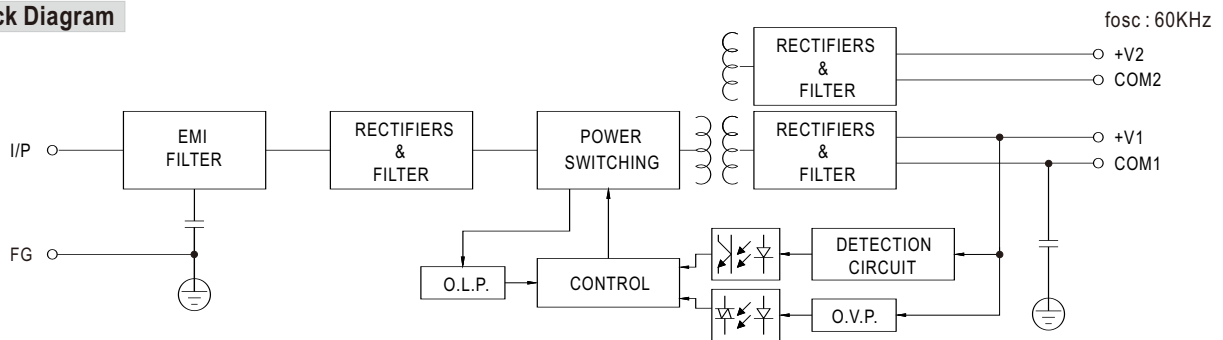 ck Diagram
fosc : 60KHz
RECTIFIERS
&
FILTER
+V2
COM2
I/P
EMI
FILTER
RECTIFIERS
&
FILTER
POWER
SWITCHING
RECTIFIERS
&
FILTER
+V1
COM1
FG
O.L.P.
CONTROL
DETECTION
CIRCUIT
O.V.P.